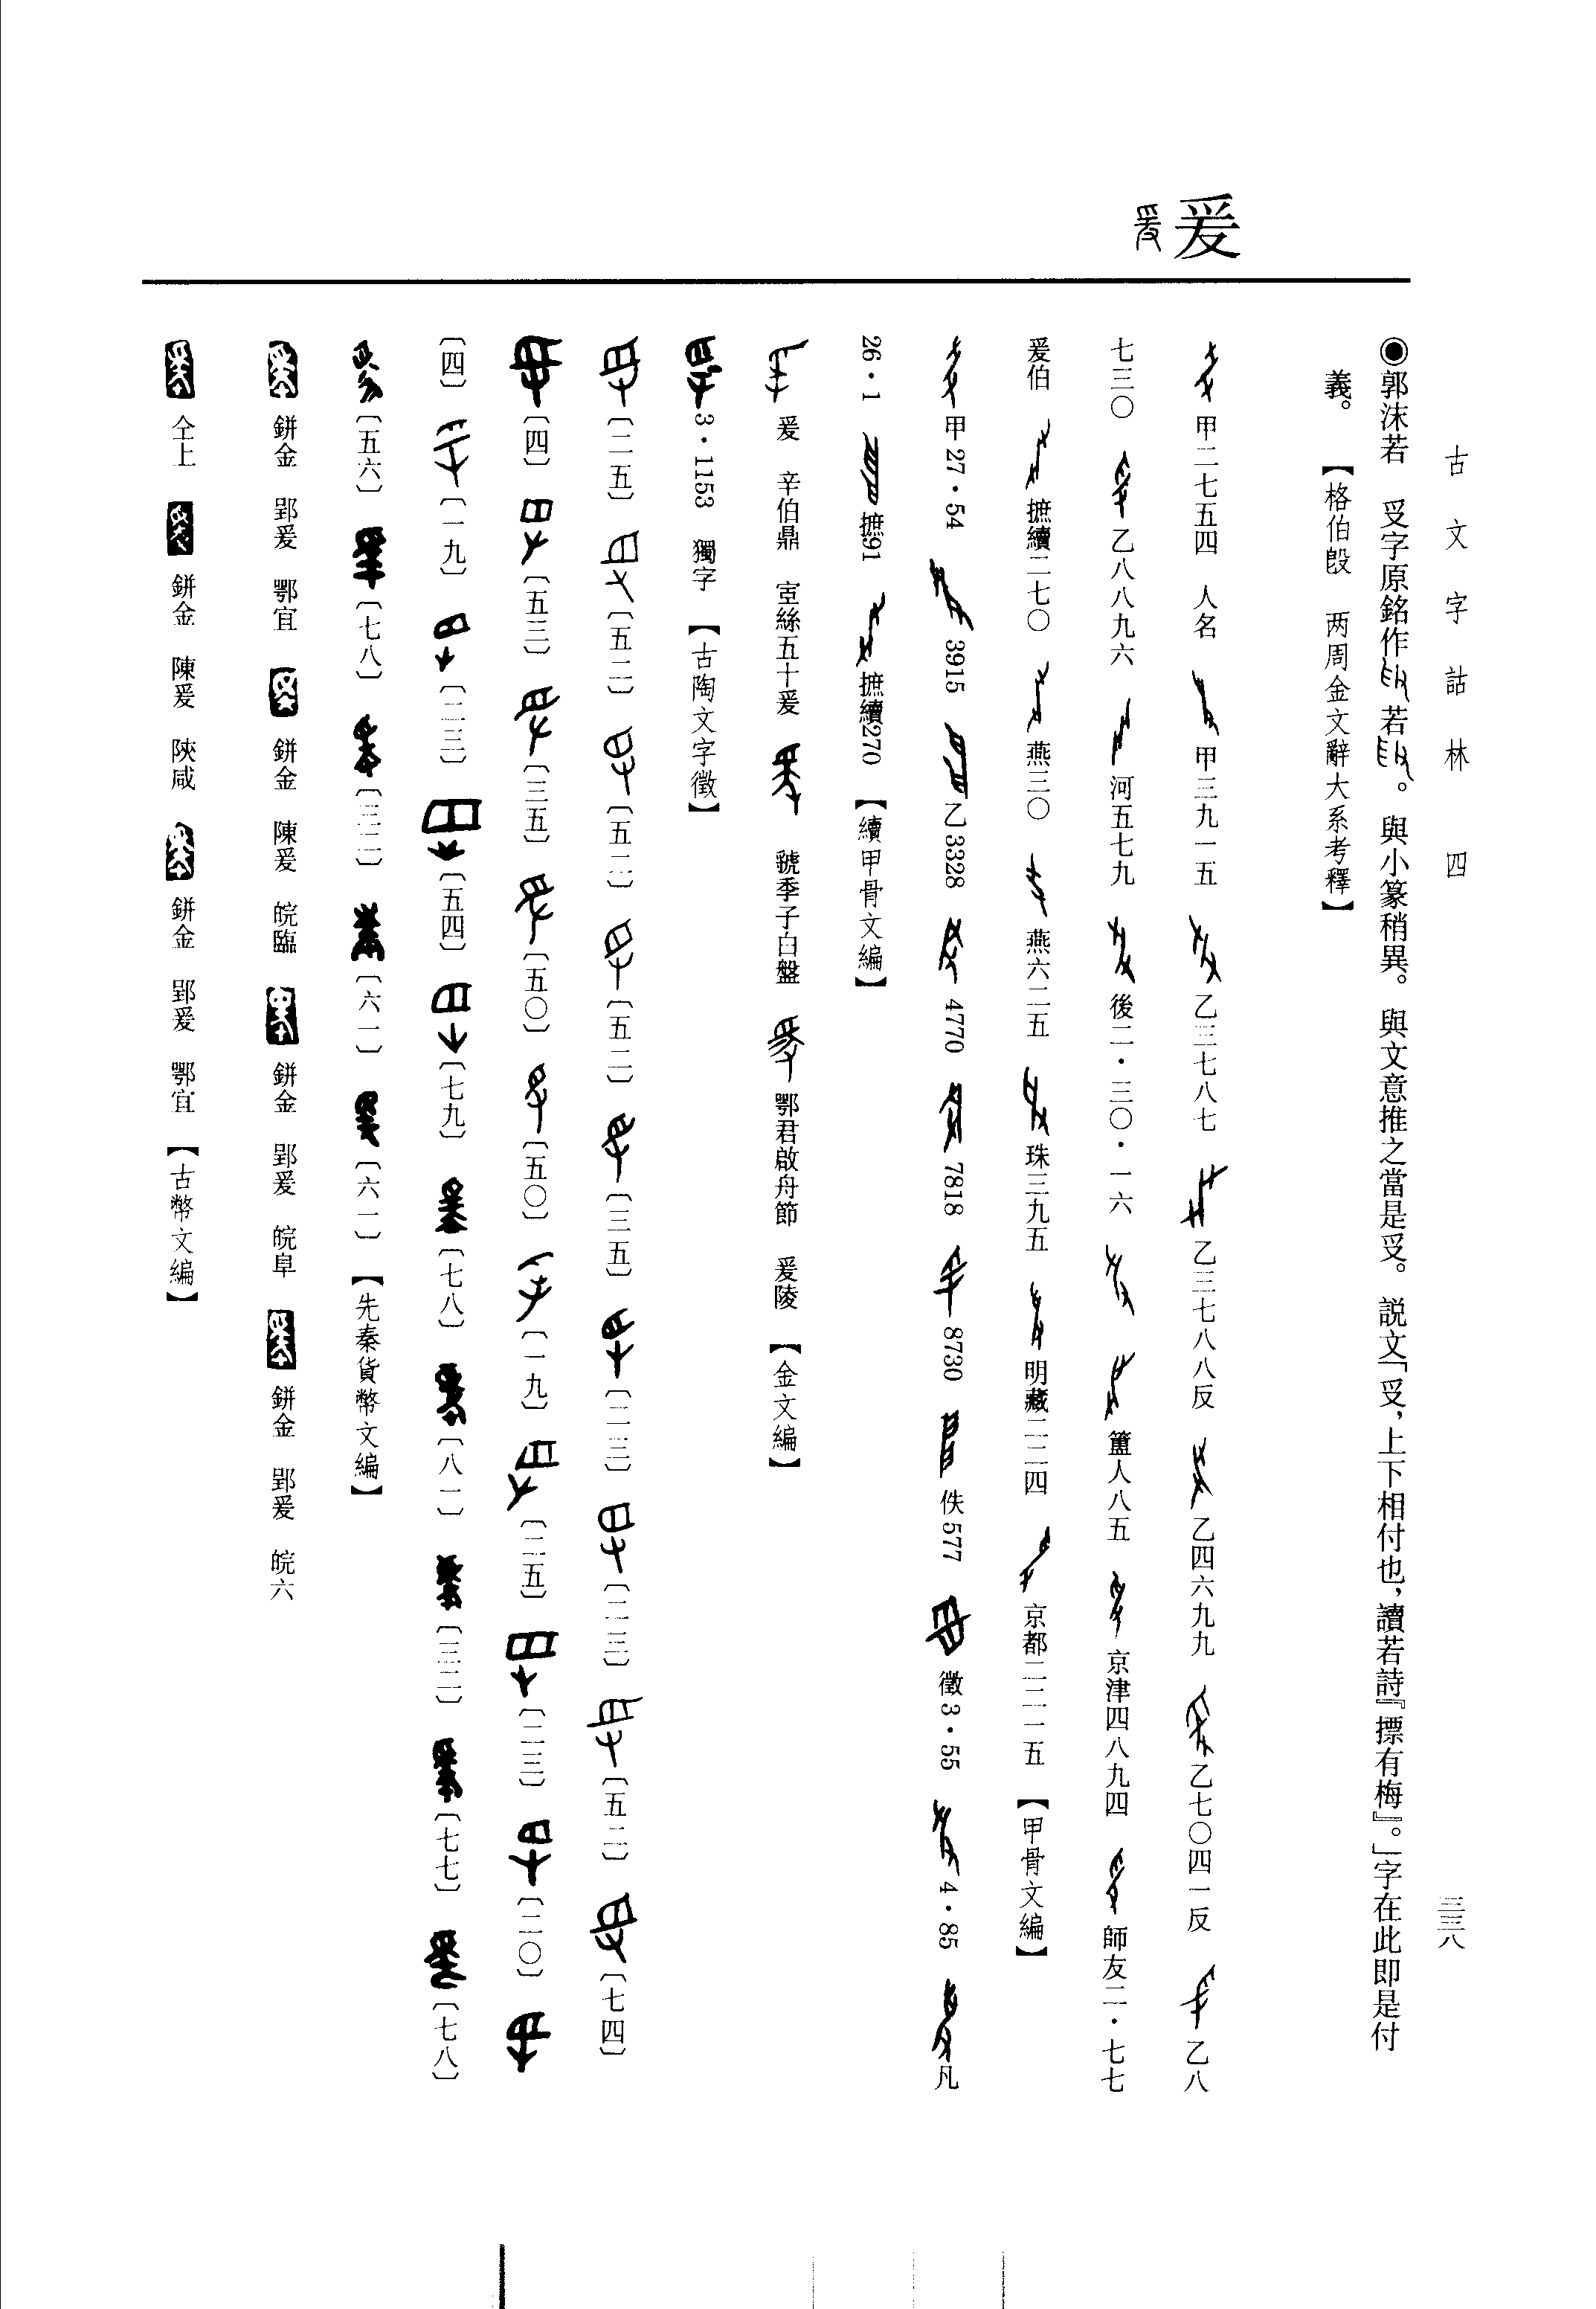 古文字詁林 四
三三八
◉郭沫若 𠬪字原銘作 若 。與小篆稍異。與文意推之當是𠬪。説文「𠬪，上下相付也，讀若詩『摽有梅』。」字在此即是付
義。 【格伯𣪘 两周金文辭大系考釋】
爰
甲二七五四 人名 甲三九一五 乙三七八七 乙三七八八反 乙四六九九 乙七〇四一反 乙八
七三〇 乙八八九六 河五七九 後二·三〇·一六 簠人八五 京津四八九四 師友二·七七
爰伯 摭續二七〇 燕三〇 燕六二五 珠三九五 明藏二二四 京都二二一五 【甲骨文編】
甲27·54 3915 乙3328 4770 7818 8730 佚577 徵3·55 4·85 凡
26·1 摭91 摭續270 【續甲骨文編】
爰 辛伯鼎 室絲五十爰 虢季子白盤 鄂君啟舟節 爰陵 【金文編】
3·1153 獨字 【古陶文字徵】
〔二五〕 〔五二〕 〔五二〕 〔五二〕 〔三五〕 〔二三〕 〔二三〕 〔五二〕 〔七四〕
〔四〕 〔五三〕 〔三五〕 〔五〇〕 〔五〇〕 〔一九〕 〔二五〕 〔二三〕 〔二〇〕
〔四〕 〔一九〕 〔二三〕 〔五四〕 〔七九〕 〔七八〕 〔八一〕 〔三二〕 〔七七〕 〔七八〕
〔五六〕 〔七八〕 〔三二〕 〔六一〕 〔六一〕 【先秦貨幣文編】
鉼金 郢爰 鄂宜 鉼金 陳爰 皖臨 鉼金 郢爰 皖阜 鉼金 郢爰 皖六
仝上 鉼金 陳爰 陝咸 鉼金 郢爰 鄂宜 【古幣文編】